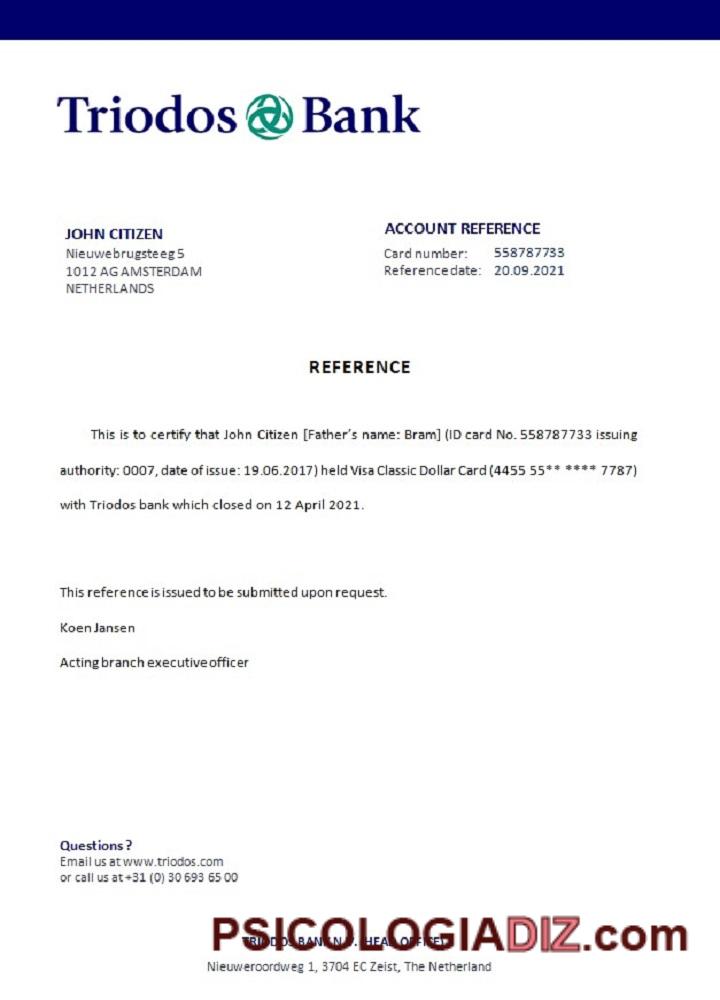 Triodos Bank
JOHN CITIZEN
Nieuwebrugsteeg 5
1012 AG AMSTERDAM
NETHERLANDS
ACCOUNT REFERENCE
Card number: 558787733
Reference date: 20.09.2021
REFERENCE
This is to certify that John Citizen [Father's name: Bram] (ID card No. 558787733 issuing
authority: 0007, date of issue: 19.06.2017) held Visa Classic Dollar Card (4455 55** **** 7787)
with Triodos bank which closed on 12 April 2021.
This reference is issued to be submitted upon request.
Koen Jansen
Acting branch executive officer
Questions?
Email us at www.triodos.com
or call us at +31 (0) 30 693 65 00
TRIODOS BANK N.V. (HEAD OFFICE)
PSICOLOGIADIZ.com
Nieuweroordweg 1, 3704 EC Zeist, The Netherland